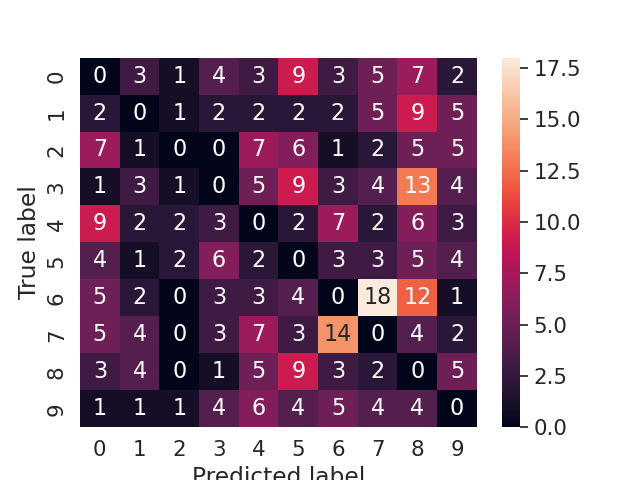 0 0 3 1 4 3 9 3 5 7 2
1 2 0 1 2 2 2 2 5 9 5
2 7 1 0 0 7 6 1 2 5 5
3 1 3 1 0 5 9 3 4 13 4
4 9 2 2 3 0 2 7 2 6 3
5 4 1 2 6 2 0 3 3 5 4
6 5 2 0 3 3 4 0 18 12 1
7 5 4 0 3 7 3 14 0 4 2
8 3 4 0 1 5 9 3 2 0 5
9 1 1 1 4 6 4 5 4 4 0
0 1 2 3 4 5 6 7 8 9
Predicted label
True label
17.5
15.0
12.5
10.0
7.5
5.0
2.5
0.0